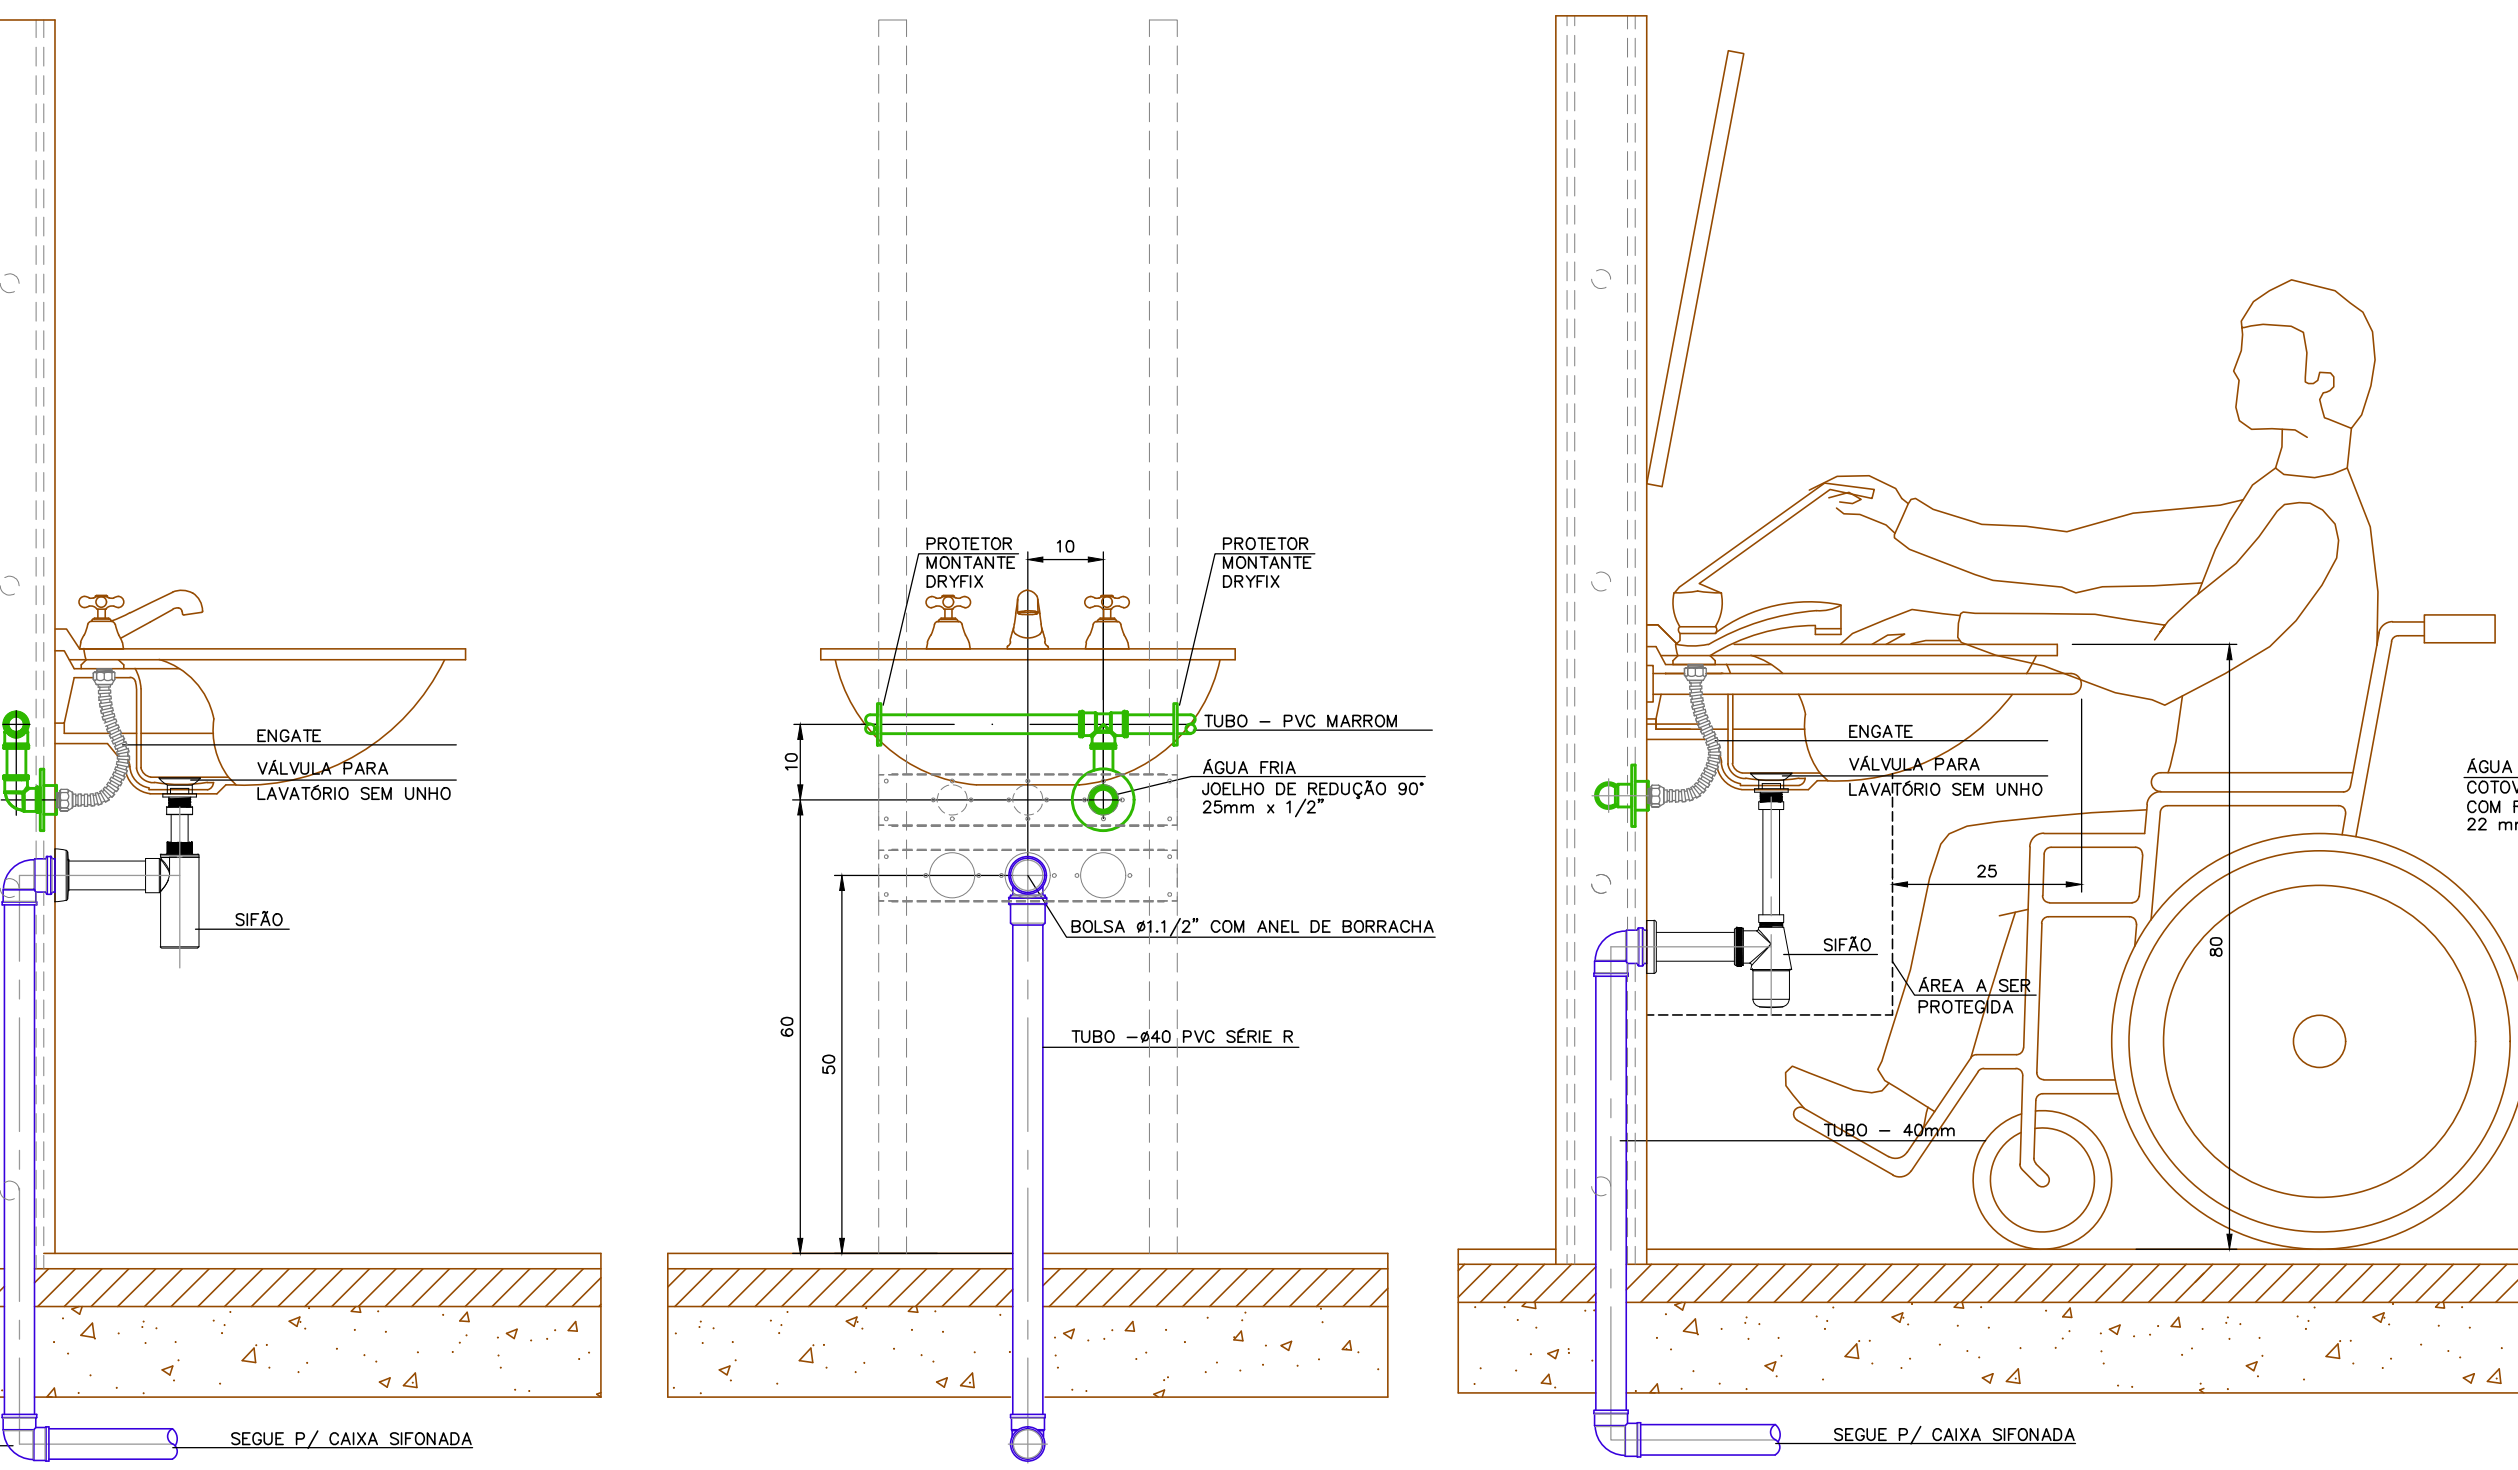 ENGATE
VÁLVULA PARA
LAVATÓRIO SEM UNHO
SIFÃO
SEGUE P/ CAIXA SIFONADA
PROTETOR
MONTANTE
DRYFIX
10
PROTETOR
MONTANTE
DRYFIX
TUBO - PVC MARROM
10
ÁGUA FRIA
JOELHO DE REDUÇÃO 90°
25mm x 1/2"
BOLSA ø1.1/2" COM ANEL DE BORRACHA
60
50
TUBO -ø40 PVC SÉRIE R
ENGATE
VÁLVULA PARA
LAVATÓRIO SEM UNHO
25
SIFÃO
80
ÁREA A SER
PROTEGIDA
TUBO - 40mm
SEGUE P/ CAIXA SIFONADA
ÁGUA
COTOV
COM
22